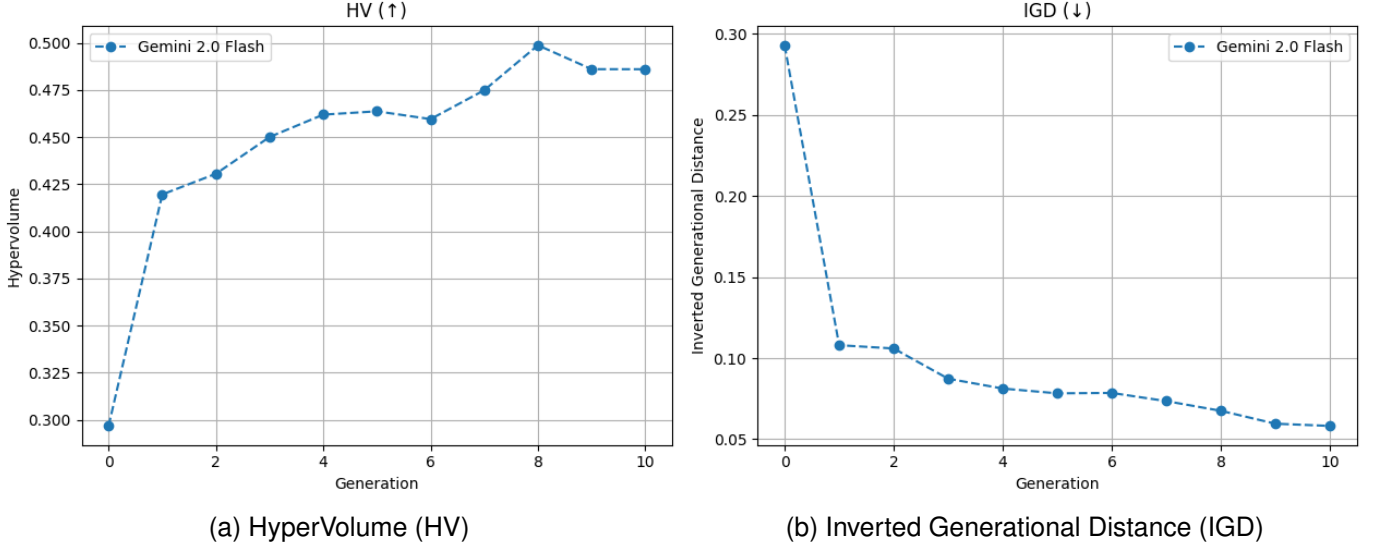 HV (↑)
Gemini 2.0 Flash
Hypervolume
0.500
0.475
0.450
0.425
0.400
0.375
0.350
0.325
0.300
0 2 4 6 8 10
Generation
(a) HyperVolume (HV)
IGD (↓)
Gemini 2.0 Flash
Inverted Generational Distance
0.30
0.25
0.20
0.15
0.10
0.05
0 2 4 6 8 10
Generation
(b) Inverted Generational Distance (IGD)